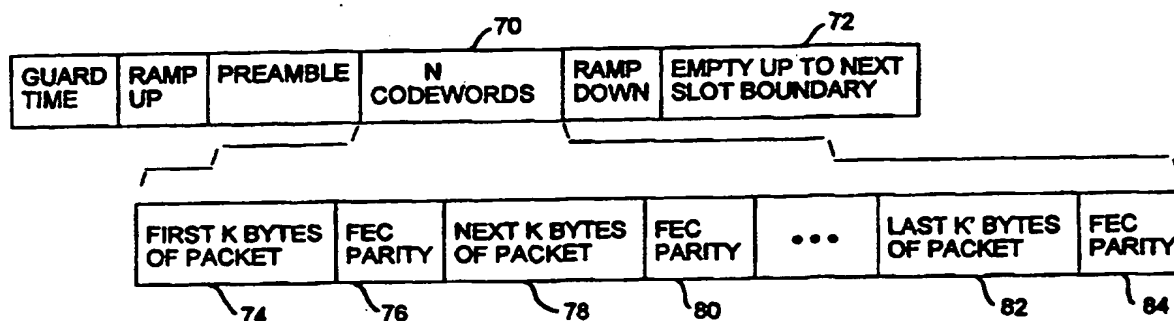 70
72
GUARD TIME
RAMP UP
PREAMBLE
N CODEWORDS
RAMP DOWN
EMPTY UP TO NEXT SLOT BOUNDARY
FIRST K BYTES OF PACKET
FEC PARITY
NEXT K BYTES OF PACKET
FEC PARITY
•••
LAST K' BYTES OF PACKET
FEC PARITY
74
76
78
80
82
84